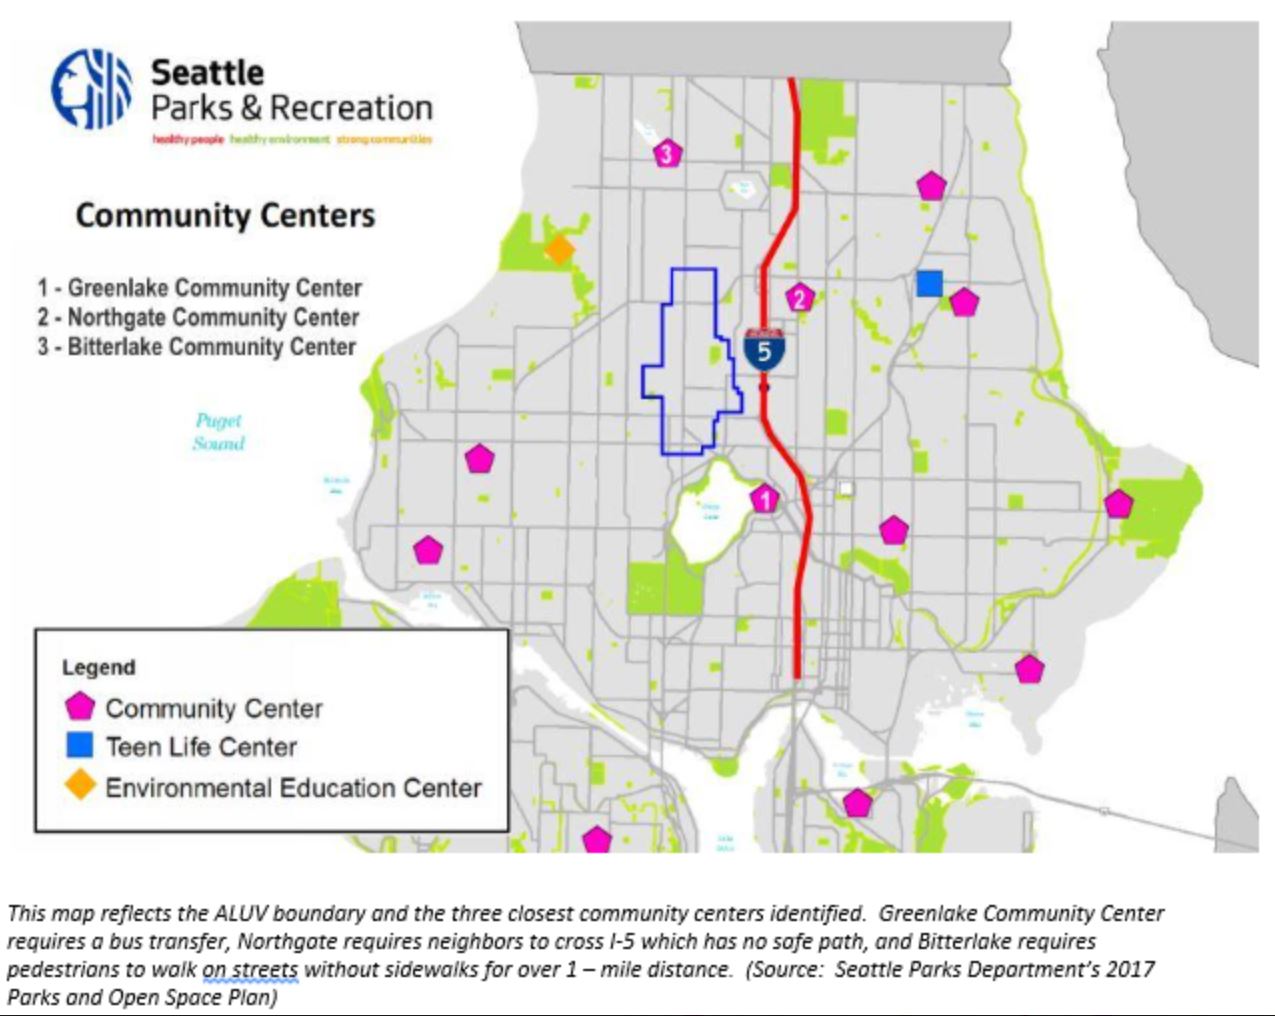 Seattle
Parks & Recreation
healthy people healthy environment strong communities
Community Centers
1 - Greenlake Community Center
2 - Northgate Community Center
3 - Bitterlake Community Center
3
2
5
1
Puget
Sound
Legend
Community Center
Teen Life Center
Environmental Education Center
This map reflects the ALUV boundary and the three closest community centers identified. Greenlake Community Center
requires a bus transfer, Northgate requires neighbors to cross I-5 which has no safe path, and Bitterlake requires
pedestrians to walk on streets without sidewalks for over 1 – mile distance. (Source: Seattle Parks Department's 2017
Parks and Open Space Plan)